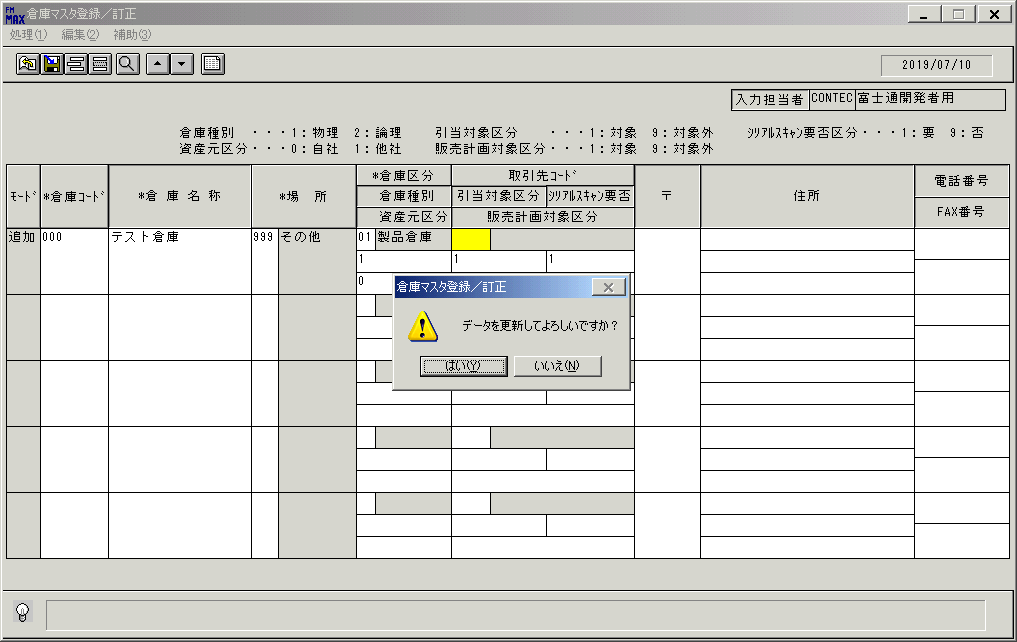 FM MAX 倉庫マスタ登録／訂正
処理(1) 編集(2) 補助(3)
2019/07/10
入力担当者 CONTEC 富士通開発者用
倉庫種別 ・・・1：物理 2：論理 引当対象区分 ・・・1：対象 9：対象外 ｼﾘｱﾙｽｷｬﾝ要否区分・・・1：要 9：否
資産元区分・・・0：自社 1：他社 販売計画対象区分・・・1：対象 9：対象外
ﾓｰﾄﾞ *倉庫ｺｰﾄﾞ *倉 庫 名 称 *場 所 *倉庫区分 取引先ｺｰﾄﾞ 〒 住所 電話番号
倉庫種別 引当対象区分 ｼﾘｱﾙｽｷｬﾝ要否 FAX番号
資産元区分 販売計画対象区分
追加 000 テスト倉庫 999 その他 01 製品倉庫
1 1 1
0
倉庫マスタ登録／訂正
データを更新してよろしいですか？
はい(Y) いいえ(N)